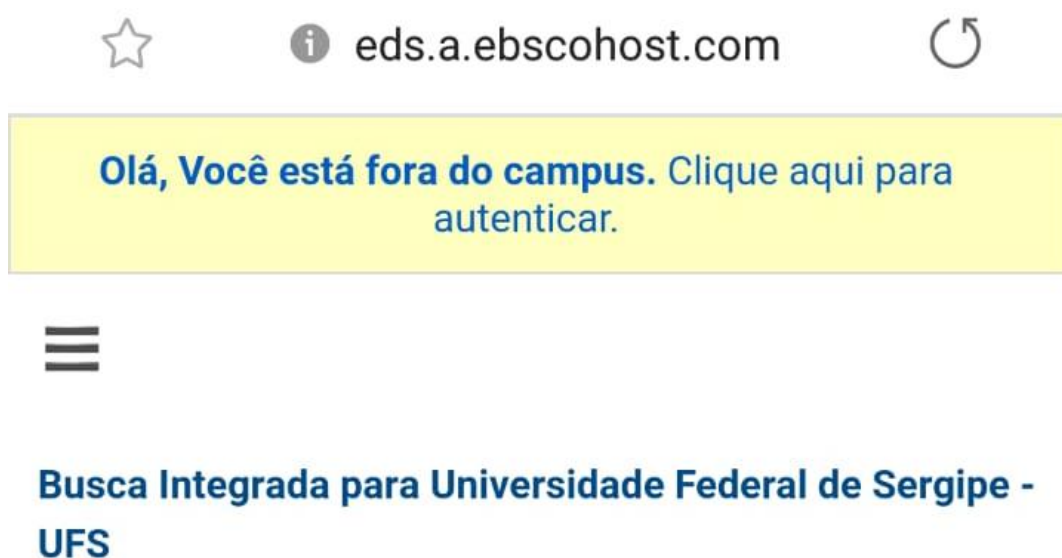 eds.a.ebscohost.com
Olá, Você está fora do campus. Clique aqui para
autenticar.
Busca Integrada para Universidade Federal de Sergipe -
UFS